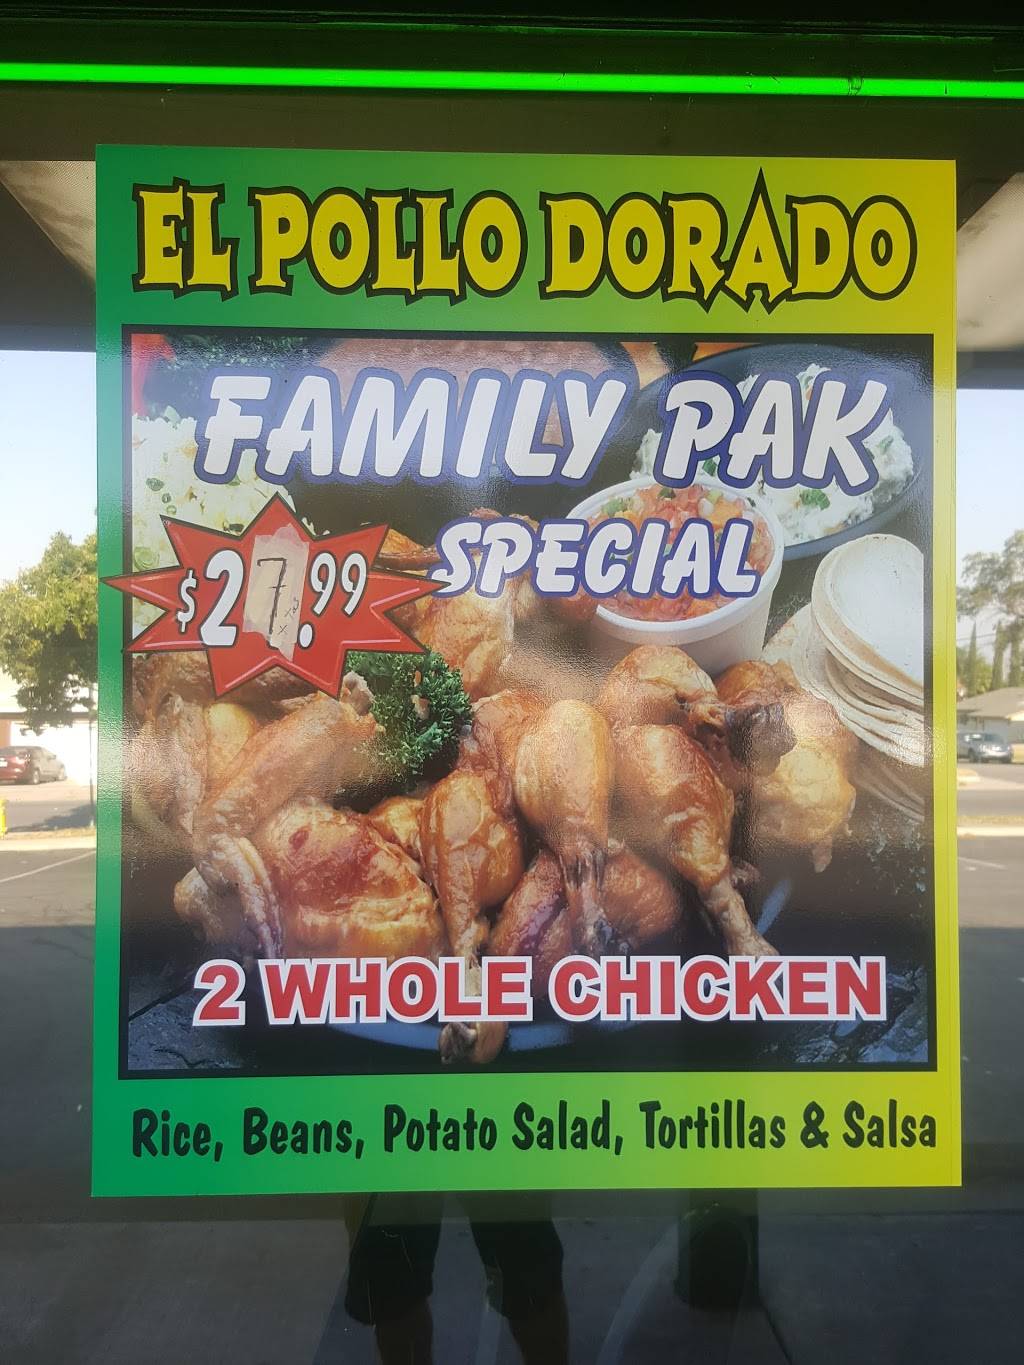 EL POLLO DORADO
FAMILY PAK
SPECIAL
$27.99
2 WHOLE CHICKEN
Rice, Beans, Potato Salad, Tortillas & Salsa